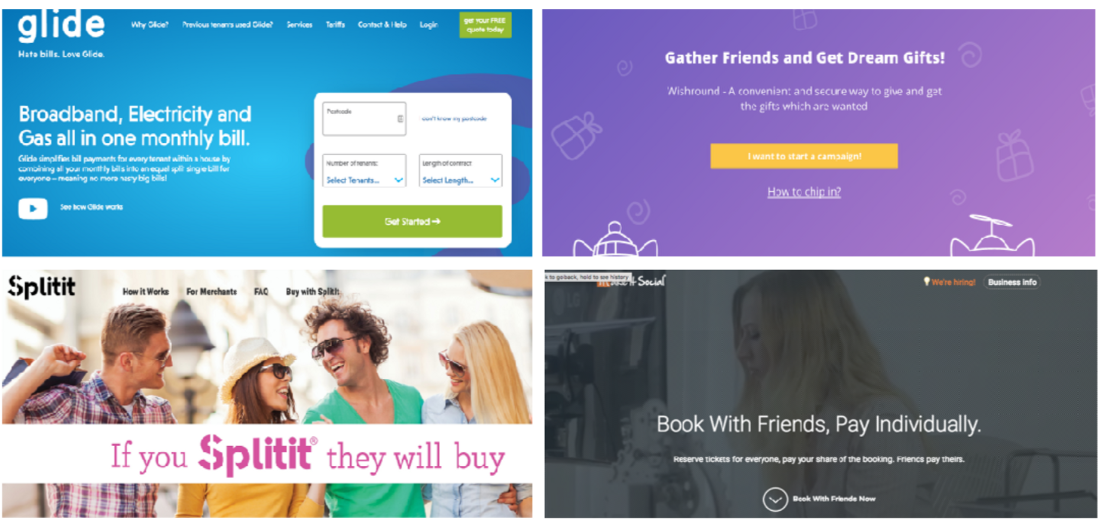 glide
Why Glide? Previous tenants used Glide? Services Tariffs Contact & Help Login
get your FREE
quote today
Hate bills. Love Glide.
Broadband, Electricity and
Gas all in one monthly bill.
Glide simplifies bill payments for every tenant within a house by
combining all your monthly bills into an equal split single bill for
everyone – meaning no more nasty big bills!
See how Glide works
Postcode
I don't know my postcode
Number of tenants:
Length of contract
Select Tenants...
Select Length...
Get Started →
Gather Friends and Get Dream Gifts!
Wishround - A convenient and secure way to give and get
the gifts which are wanted
I want to start a campaign!
How to chip in?
Splitit
How it Works For Merchants FAQ Buy with Splitit
If you Splitit® they will buy
k to go back, hold to see history
It Social
We're hiring!
Business info
Book With Friends, Pay Individually.
Reserve tickets for everyone, pay your share of the booking. Friends pay theirs.
Book With Friends Now